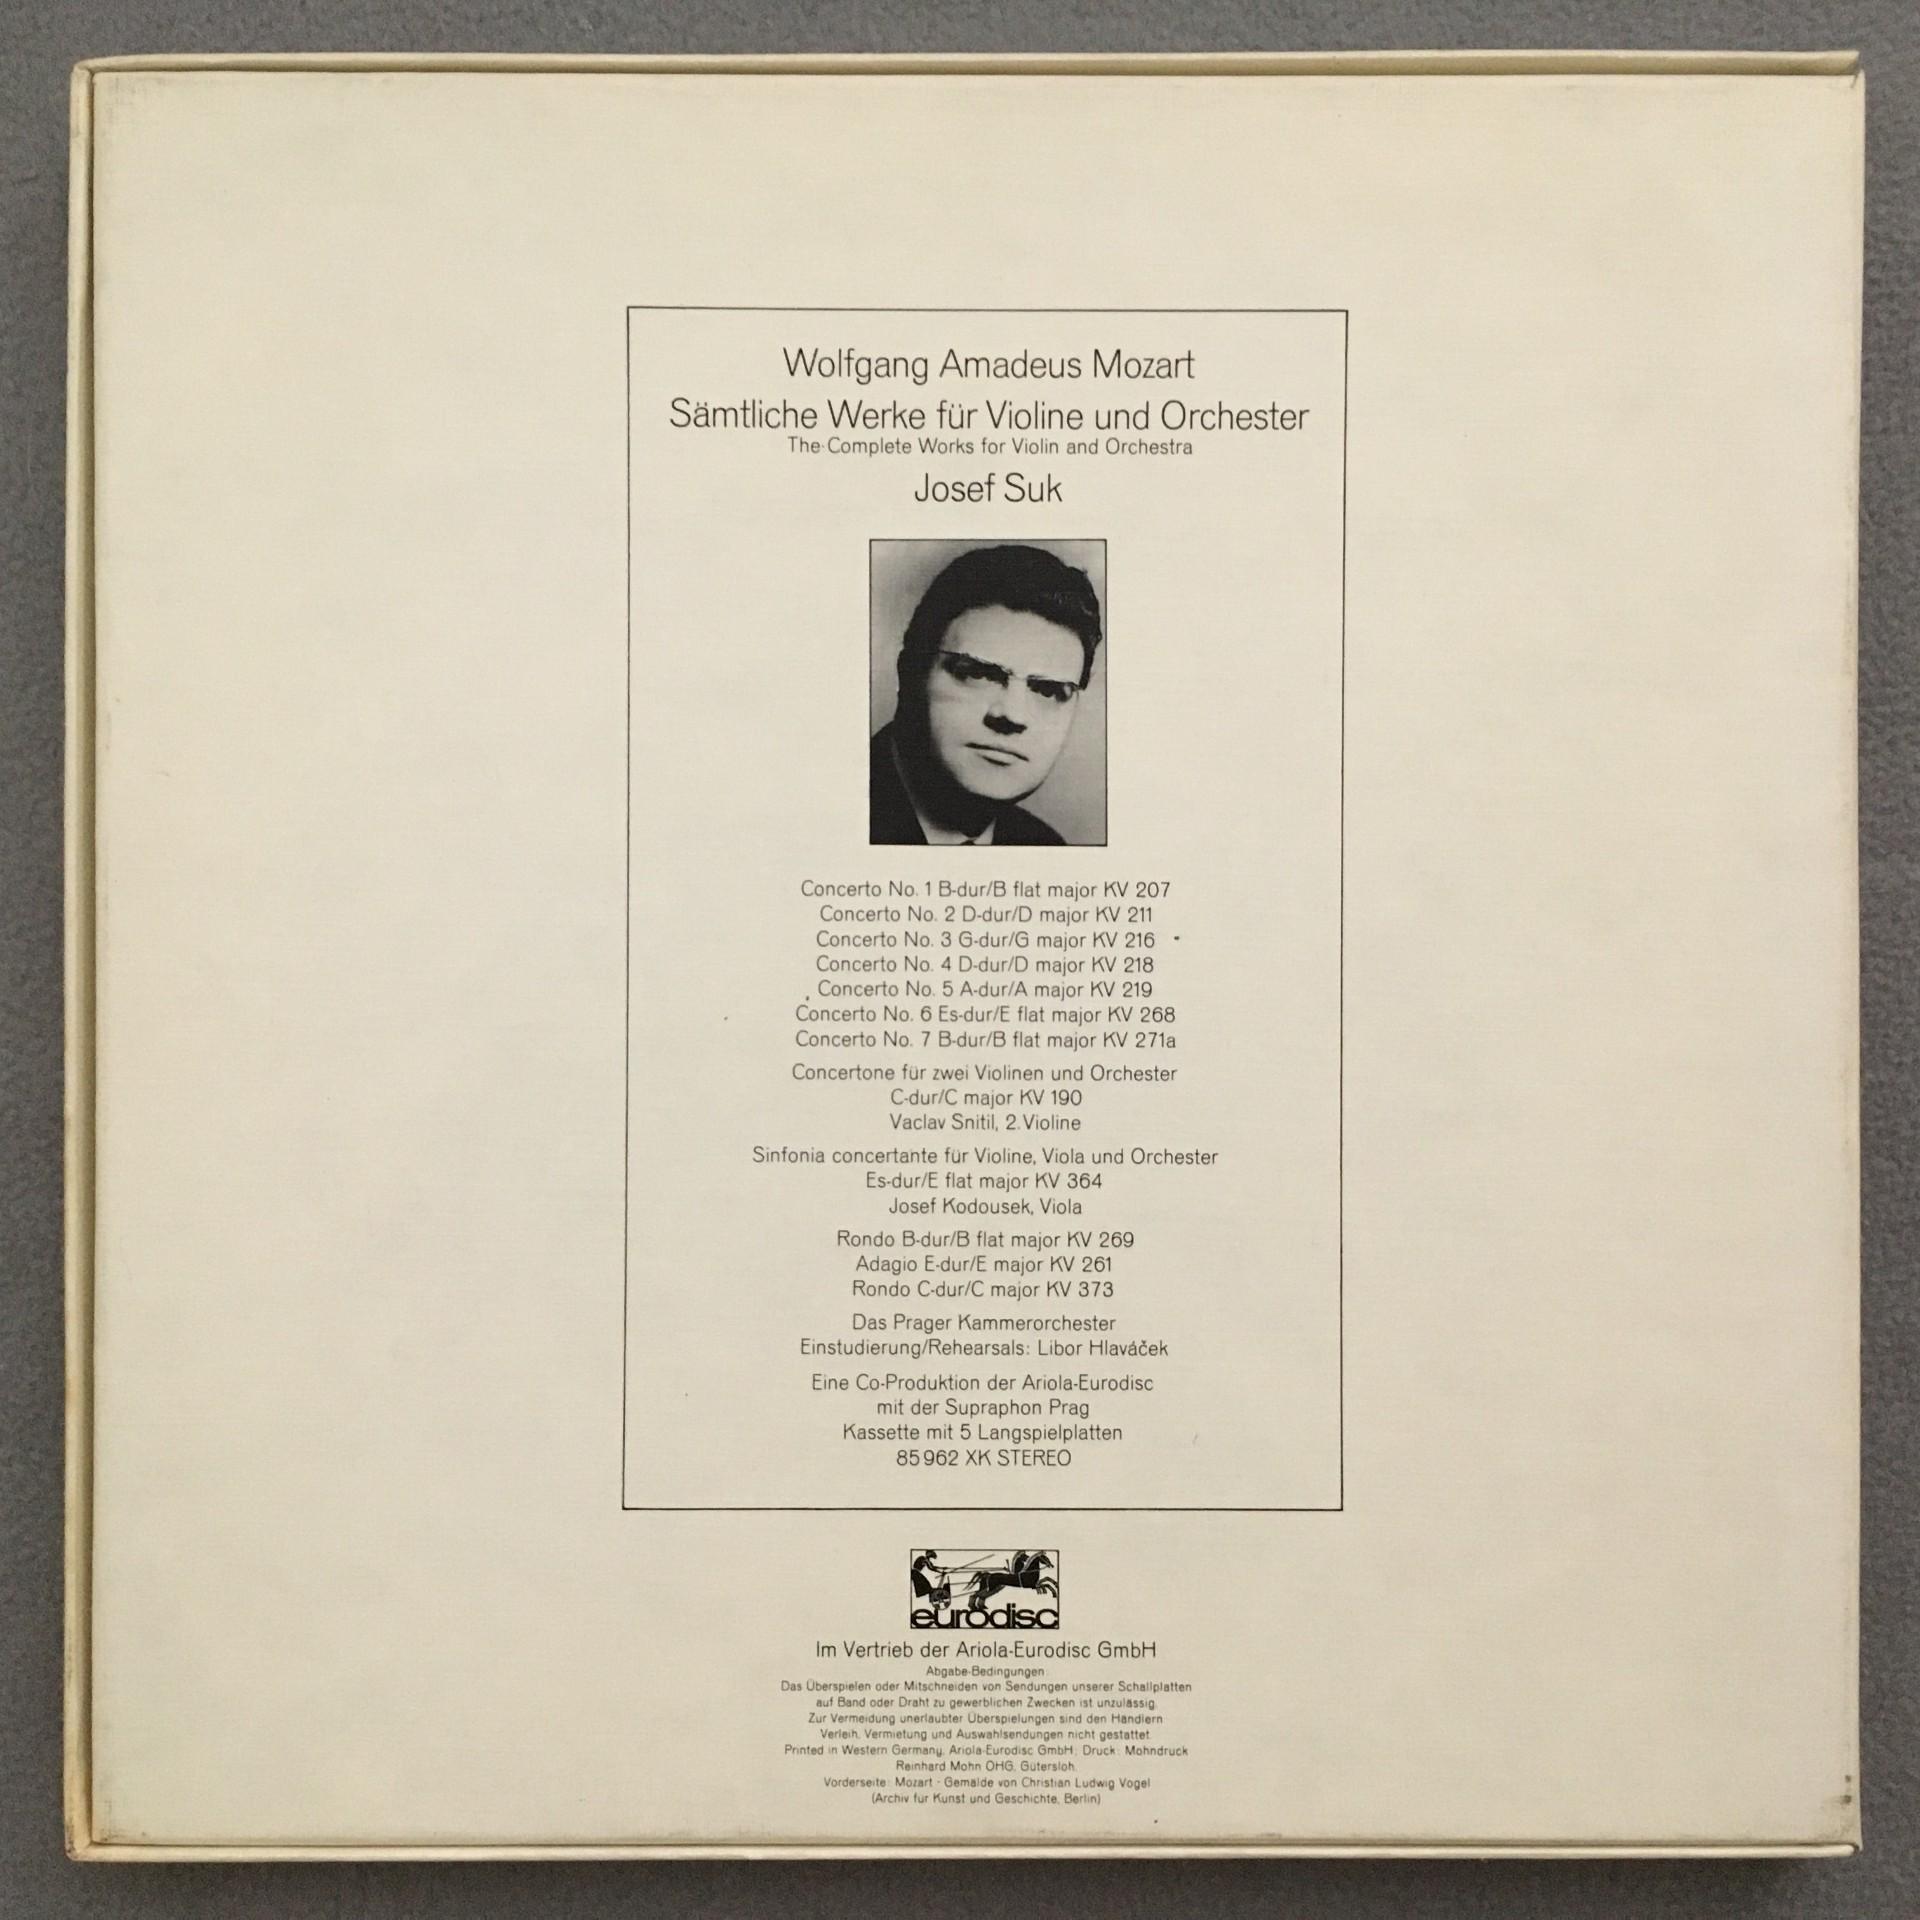 Wolfgang Amadeus Mozart
Sämtliche Werke für Violine und Orchester
The Complete Works for Violin and Orchestra
Josef Suk
Concerto No. 1 B-dur/B flat major KV 207
Concerto No. 2 D-dur/D major KV 211
Concerto No. 3 G-dur/G major KV 216
Concerto No. 4 D-dur/D major KV 218
Concerto No. 5 A-dur/A major KV 219
Concerto No. 6 Es-dur/E flat major KV 268
Concerto No. 7 B-dur/B flat major KV 271a
Concertone für zwei Violinen und Orchester
C-dur/C major KV 190
Vaclav Snitil, 2. Violine
Sinfonia concertante für Violine, Viola und Orchester
Es-dur/E flat major KV 364
Josef Kodousek, Viola
Rondo B-dur/B flat major KV 269
Adagio E-dur/E major KV 261
Rondo C-dur/C major KV 373
Das Prager Kammerorchester
Einstudierung/Rehearsals: Libor Hlaváček
Eine Co-Produktion der Ariola-Eurodisc
mit der Supraphon Prag
Kassette mit 5 Langspielplatten
85 962 XK STEREO
eurodisc
Im Vertrieb der Ariola-Eurodisc GmbH
Abgabe-Bedingungen:
Das Überspielen oder Mitschneiden von Sendungen unserer Schallplatten
auf Band oder Draht zu gewerblichen Zwecken ist unzulässig.
Zur Vermeidung unerlaubter Überspielungen sind den Händlern
Verleih, Vermietung und Auswahlsendungen nicht gestattet.
Printed in Western Germany, Ariola-Eurodisc GmbH; Druck: Mohndruck
Reinhard Mohn OHG, Gütersloh.
Vorderseite: Mozart - Gemälde von Christian Ludwig Vogel
(Archiv für Kunst und Geschichte, Berlin)